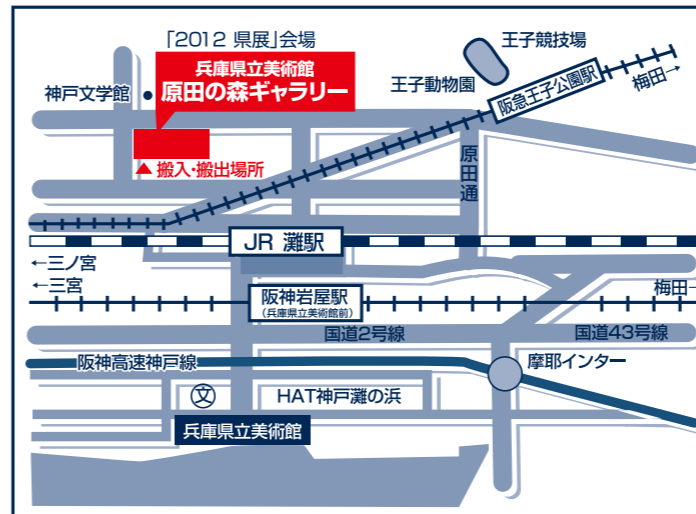 「2012 県展」会場
兵庫県立美術館
原田の森ギャラリー
神戸文学館
▲ 搬入・搬出場所
王子競技場
王子動物園
阪急王子公園駅
梅田→
原田通
JR 灘駅
←三ノ宮
←三宮
阪神岩屋駅
(兵庫県立美術館前)
梅田→
国道2号線
国道43号線
阪神高速神戸線
摩耶インター
文
HAT神戸灘の浜
兵庫県立美術館